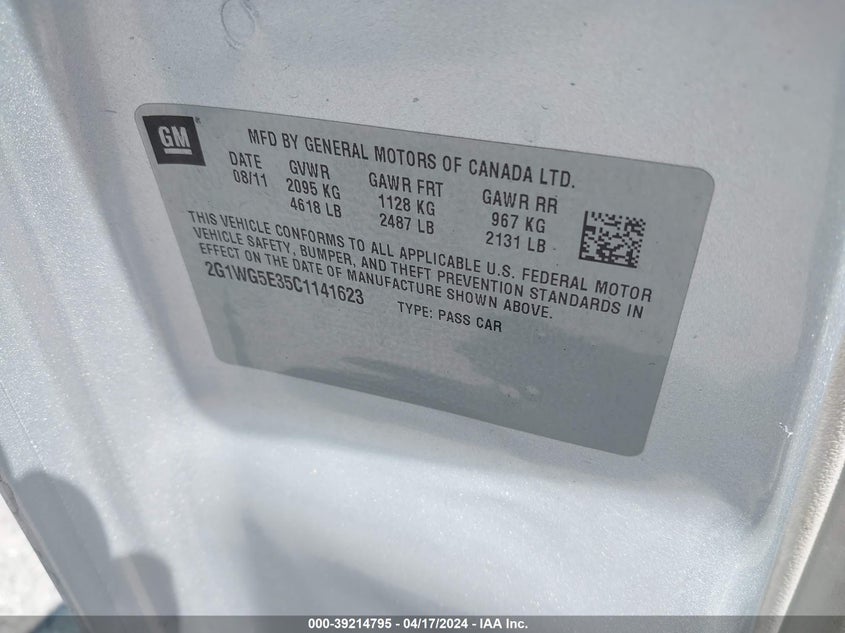 GM
MFD BY GENERAL MOTORS OF CANADA LTD.
DATE GVWR GAWR FRT GAWR RR
08/11 2095 KG 1128 KG 967 KG
4618 LB 2487 LB 2131 LB
THIS VEHICLE CONFORMS TO ALL APPLICABLE U.S. FEDERAL MOTOR
VEHICLE SAFETY, BUMPER, AND THEFT PREVENTION STANDARDS IN
EFFECT ON THE DATE OF MANUFACTURE SHOWN ABOVE.
2G1WG5E35C1141623 TYPE: PASS CAR
000-39214795 - 04/17/2024 - IAA Inc.